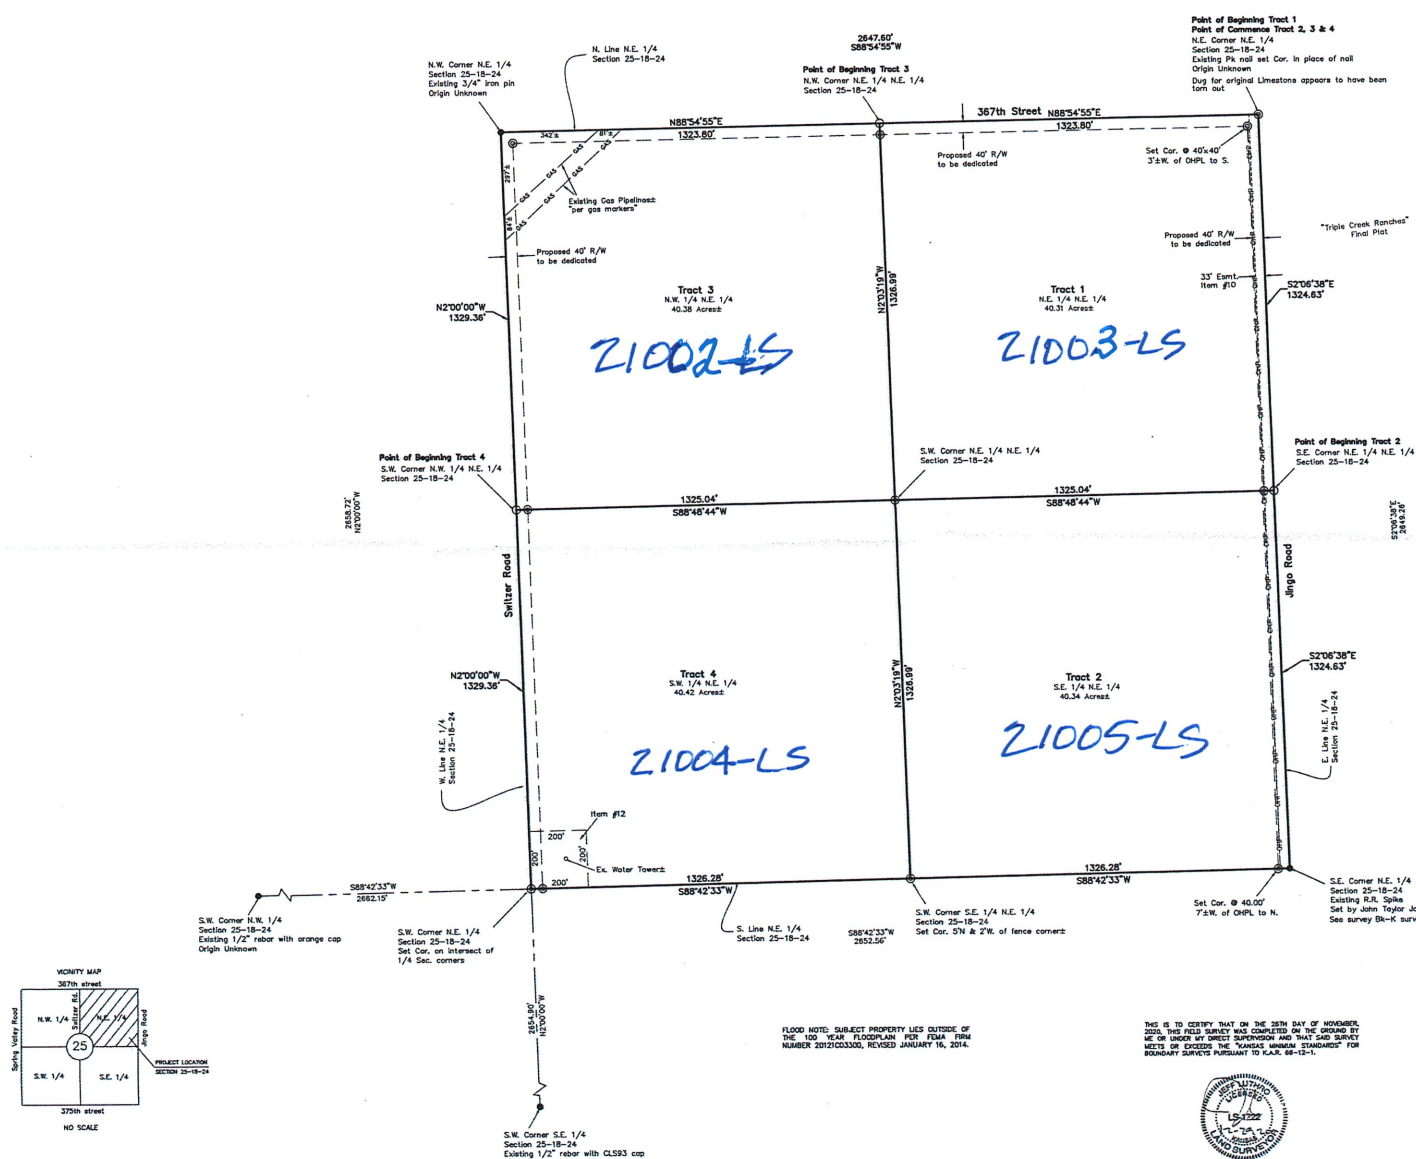 Point of Beginning Tract 1
Point of Commence Tract 2, 3 & 4
N.E. Corner N.E. 1/4
Section 25-18-24
Existing Pk nail set Cor. in place of nail
Origin Unknown
Dug for original Limestone appears to have been
torn out
2647.60'
S88°54'55"W
N. Line N.E. 1/4
Section 25-18-24
N.W. Corner N.E. 1/4
Section 25-18-24
Existing 3/4" iron pin
Origin Unknown
Point of Beginning Tract 3
N.W. Corner N.E. 1/4 N.E. 1/4
Section 25-18-24
367th Street
N88°54'55"E
1323.80'
N88°54'55"E
1323.80'
342'±
81'±
297'±
84'±
GAS
GAS
GAS
GAS
GAS
GAS
Existing Gas Pipelines±
"per gas markers"
Proposed 40' R/W
to be dedicated
Proposed 40' R/W
to be dedicated
Set Cor. @ 40'x40'
3'±W. of OHPL to S.
Proposed 40' R/W
to be dedicated
"Triple Creek Ranches"
Final Plat
33' Esmt.
Item #10
S2°06'38"E
1324.63'
N2°00'00"W
1329.36'
Tract 3
N.W. 1/4 N.E. 1/4
40.38 Acres±
21002-LS
N2°03'19"W
1326.99'
Tract 1
N.E. 1/4 N.E. 1/4
40.31 Acres±
21003-LS
Point of Beginning Tract 4
S.W. Corner N.W. 1/4 N.E. 1/4
Section 25-18-24
S.W. Corner N.E. 1/4 N.E. 1/4
Section 25-18-24
Point of Beginning Tract 2
S.E. Corner N.E. 1/4 N.E. 1/4
Section 25-18-24
2658.72'
N2°00'00"W
1325.04'
S88°48'44"W
1325.04'
S88°48'44"W
S2°06'38"E
2649.26'
Switzer Road
Jingo Road
N2°00'00"W
1329.36'
Tract 4
S.W. 1/4 N.E. 1/4
40.42 Acres±
21004-LS
N2°03'19"W
1326.99'
Tract 2
S.E. 1/4 N.E. 1/4
40.34 Acres±
21005-LS
S2°06'38"E
1324.63'
W. Line N.E. 1/4
Section 25-18-24
E. Line N.E. 1/4
Section 25-18-24
Item #12
200'
200'
200'
200'
Ex. Water Tower±
1326.28'
S88°42'33"W
1326.28'
S88°42'33"W
S88°42'33"W
2662.15'
S.W. Corner N.W. 1/4
Section 25-18-24
Existing 1/2" rebar with orange cap
Origin Unknown
S.W. Corner N.E. 1/4
Section 25-18-24
Set Cor. on intersect of
1/4 Sec. corners
S. Line N.E. 1/4
Section 25-18-24
S88°42'33"W
2652.56'
S.W. Corner S.E. 1/4 N.E. 1/4
Section 25-18-24
Set Cor. 5'N & 2'W. of fence corner±
Set Cor. @ 40.00'
7'±W. of OHPL to N.
S.E. Corner N.E. 1/4
Section 25-18-24
Existing R.R. Spike
Set by John Taylor
See survey Bk-K
2654.90'
N2°00'00"W
S.W. Corner S.E. 1/4
Section 25-18-24
Existing 1/2" rebar with CLS93 cap
VICINITY MAP
367th street
Spring Valley Road
Switzer Rd.
Jingo Road
N.W. 1/4
N.E. 1/4
25
S.W. 1/4
S.E. 1/4
PROJECT LOCATION
SECTION 25-18-24
375th street
NO SCALE
FLOOD NOTE: SUBJECT PROPERTY LIES OUTSIDE OF
THE 100 YEAR FLOODPLAIN PER FEMA FIRM
NUMBER 20121C0330D, REVISED JANUARY 16, 2014.
THIS IS TO CERTIFY THAT ON THE 26TH DAY OF NOVEMBER,
2020, THIS FIELD SURVEY WAS COMPLETED ON THE GROUND BY
ME OR UNDER MY DIRECT SUPERVISION AND THAT SAID SURVEY
MEETS OR EXCEEDS THE "KANSAS MINIMUM STANDARDS" FOR
BOUNDARY SURVEYS PURSUANT TO K.A.R. 66-12-1.
LICENSED
KANSAS
LAND SURVEYOR